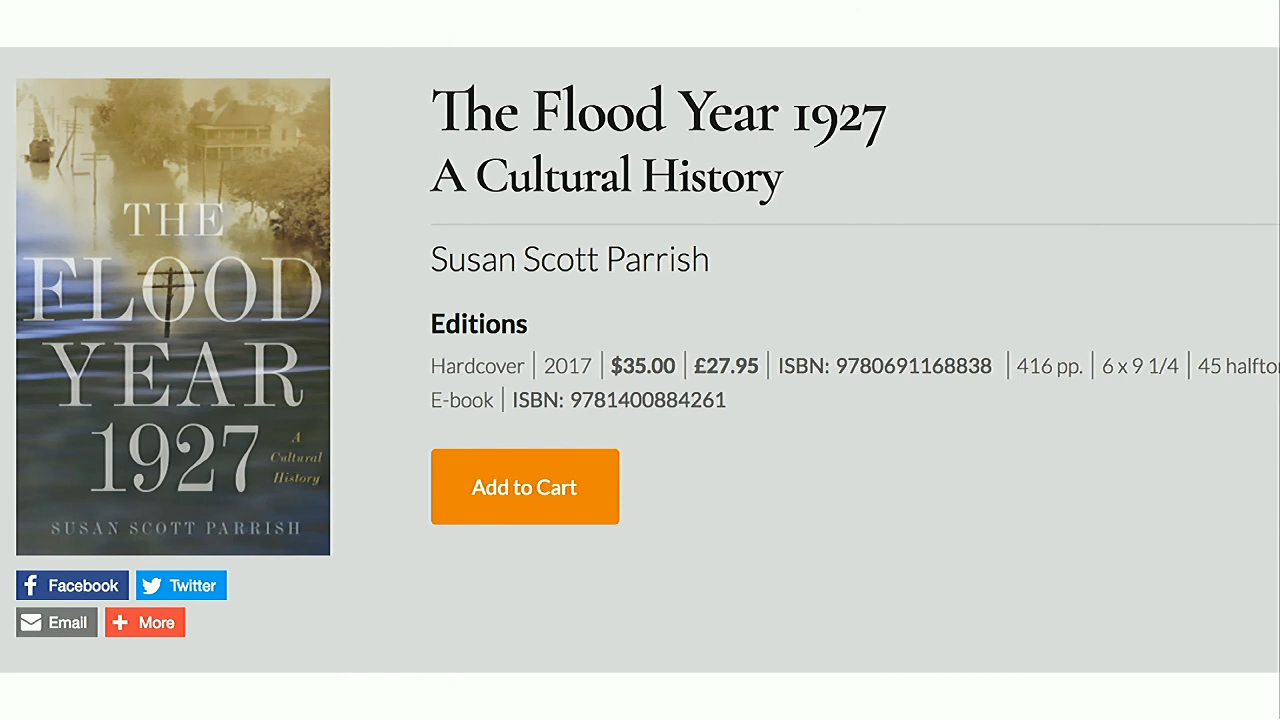 THE
FLOOD
YEAR
1927
A
Cultural
History
SUSAN SCOTT PARRISH
Facebook
Twitter
Email
More
The Flood Year 1927
A Cultural History
Susan Scott Parrish
Editions
Hardcover | 2017 | $35.00 | £27.95 | ISBN: 9780691168838 | 416 pp. | 6 x 9 1/4 | 45 halfto
E-book | ISBN: 9781400884261
Add to Cart